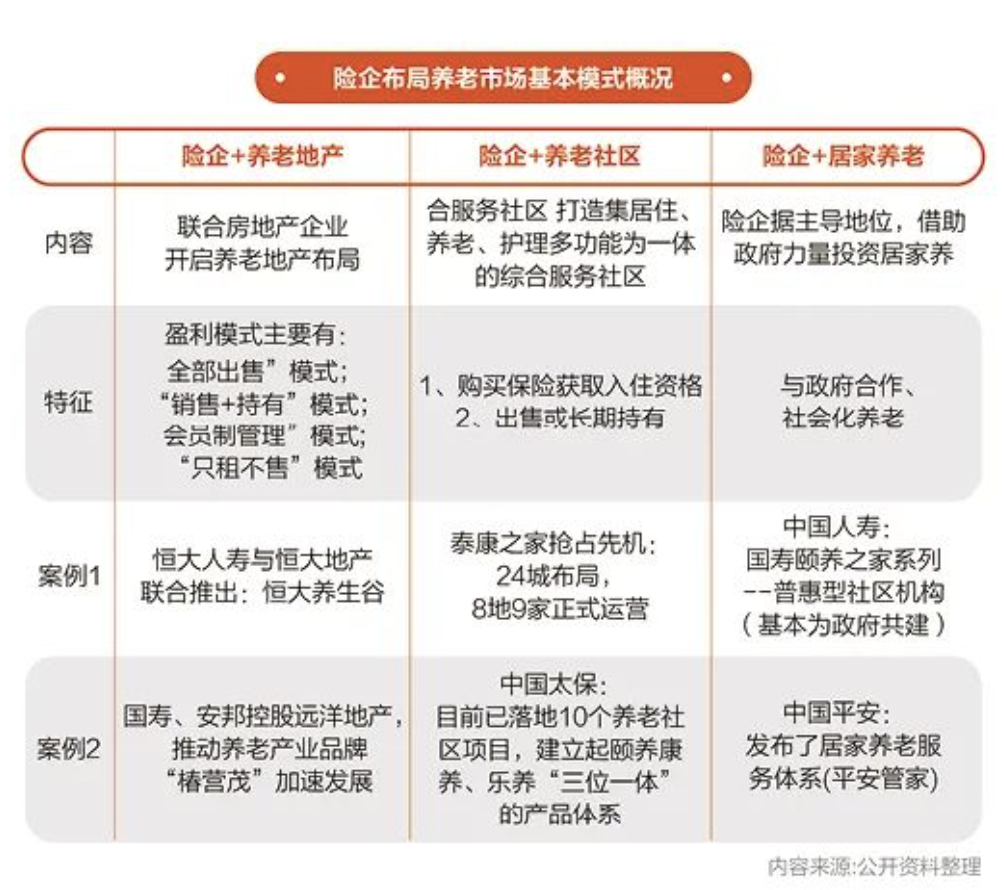 险企布局养老市场基本模式概况
险企+养老地产
险企+养老社区
险企+居家养老
内容
联合房地产企业
开启养老地产布局
合服务社区 打造集居住、
养老、护理多功能为一体
的综合服务社区
险企据主导地位，借助
政府力量投资居家养
特征
盈利模式主要有：
全部出售”模式；
“销售+持有”模式；
会员制管理”模式；
“只租不售”模式
1、购买保险获取入住资格
2、出售或长期持有
与政府合作、
社会化养老
案例1
恒大人寿与恒大地产
联合推出：恒大养生谷
泰康之家抢占先机：
24城布局，
8地9家正式运营
中国人寿：
国寿颐养之家系列
--普惠型社区机构
（基本为政府共建）
案例2
国寿、安邦控股远洋地产，
推动养老产业品牌
“椿营茂”加速发展
中国太保：
目前已落地10个养老社
区项目，建立起颐养康
养、乐养“三位一体”
的产品体系
中国平安：
发布了居家养老服
务体系(平安管家)
内容来源:公开资料整理